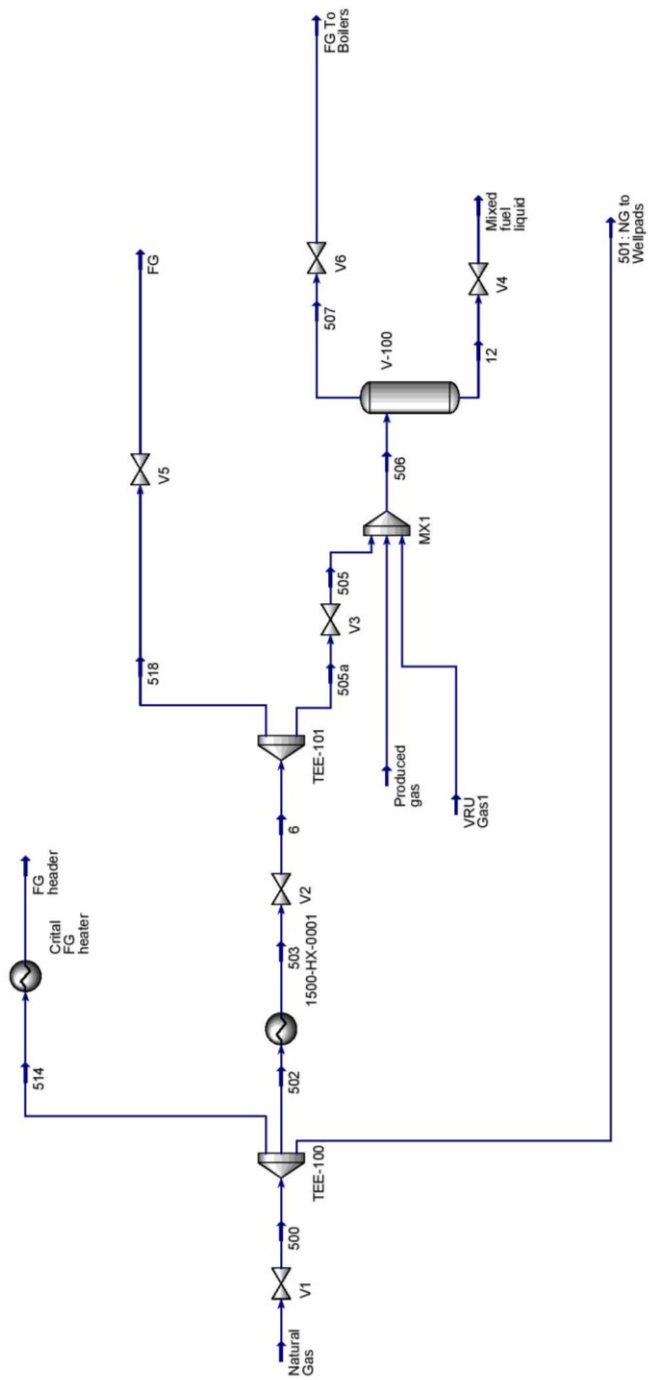 Natural
Gas
V1
500
TEE-100
514
Crital
FG
heater
FG
header
502
1500-HX-0001
503
V2
6
TEE-101
518
V5
FG
505a
V3
505
Produced
gas
VRU
Gas1
MX1
506
V-100
507
V6
FG To
Boilers
12
V4
Mixed
fuel
liquid
501: NG to
Wellpads